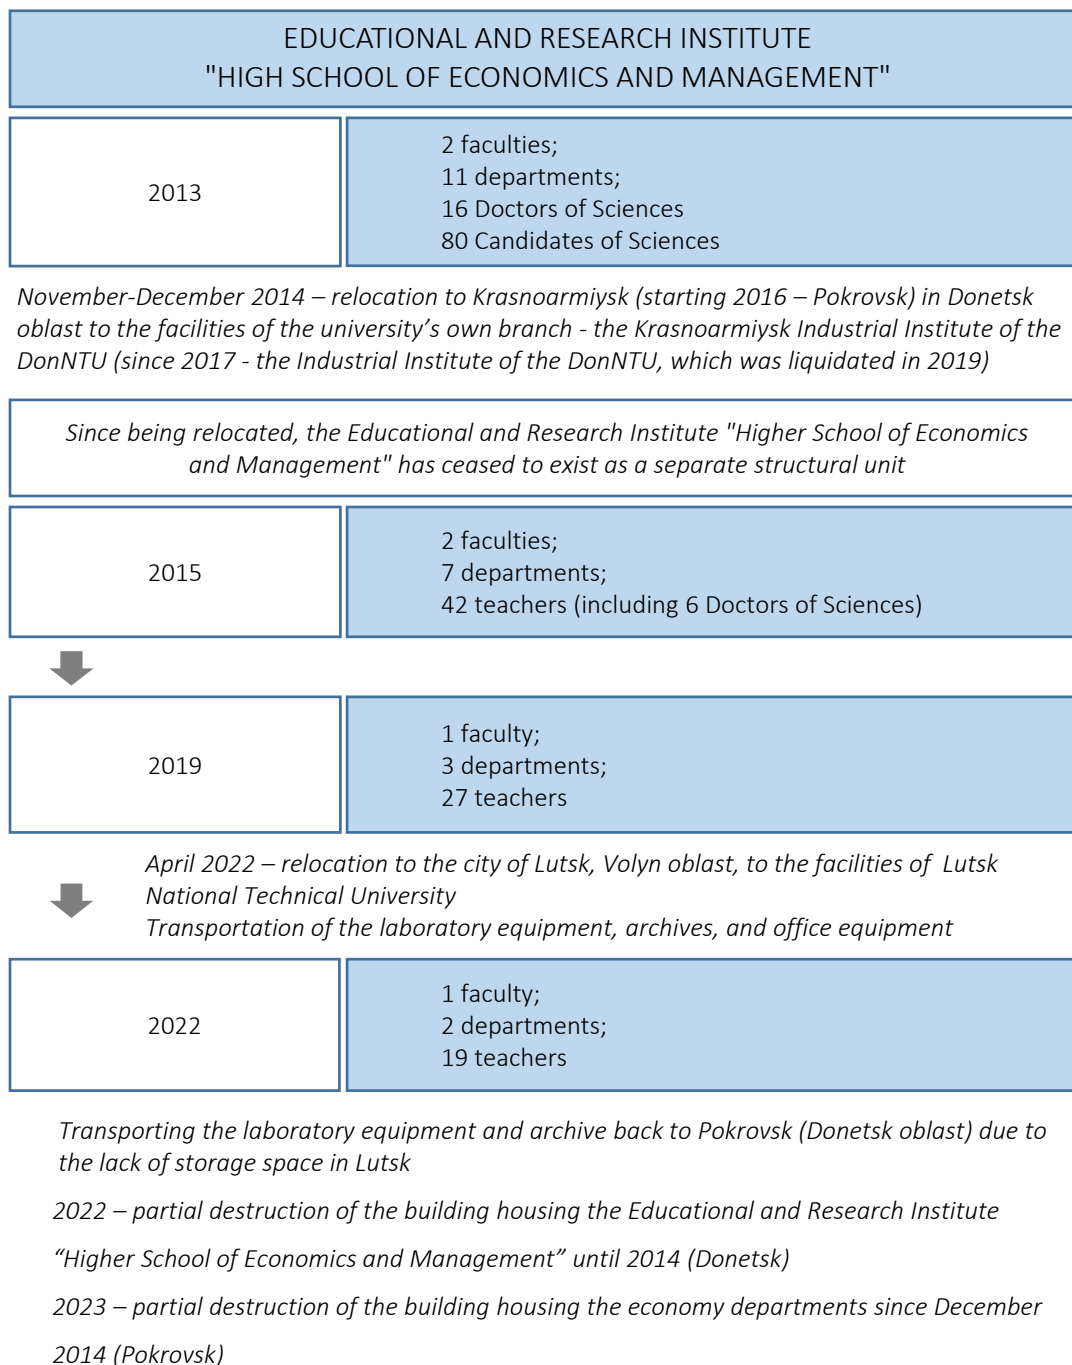 EDUCATIONAL AND RESEARCH INSTITUTE
"HIGH SCHOOL OF ECONOMICS AND MANAGEMENT"
2013
2 faculties;
11 departments;
16 Doctors of Sciences
80 Candidates of Sciences
November-December 2014 – relocation to Krasnoarmiysk (starting 2016 – Pokrovsk) in Donetsk
oblast to the facilities of the university’s own branch - the Krasnoarmiysk Industrial Institute of the
DonNTU (since 2017 - the Industrial Institute of the DonNTU, which was liquidated in 2019)
Since being relocated, the Educational and Research Institute "Higher School of Economics
and Management" has ceased to exist as a separate structural unit
2015
2 faculties;
7 departments;
42 teachers (including 6 Doctors of Sciences)
2019
1 faculty;
3 departments;
27 teachers
April 2022 – relocation to the city of Lutsk, Volyn oblast, to the facilities of  Lutsk
National Technical University
Transportation of the laboratory equipment, archives, and office equipment
2022
1 faculty;
2 departments;
19 teachers
Transporting the laboratory equipment and archive back to Pokrovsk (Donetsk oblast) due to
the lack of storage space in Lutsk
2022 – partial destruction of the building housing the Educational and Research Institute
“Higher School of Economics and Management” until 2014 (Donetsk)
2023 – partial destruction of the building housing the economy departments since December
2014 (Pokrovsk)